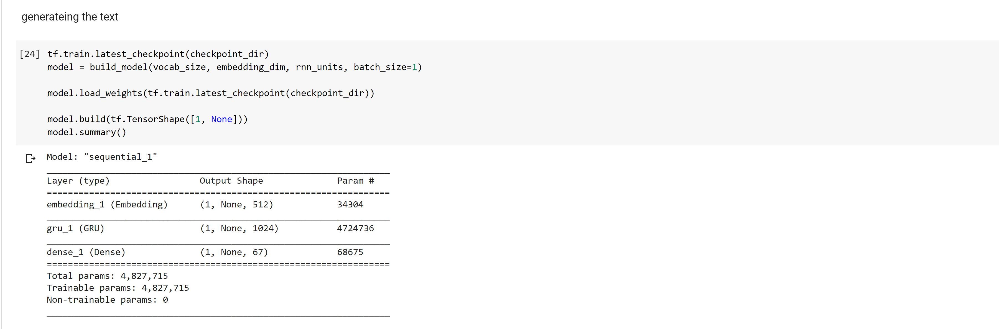 generateing the text
[24] tf.train.latest_checkpoint(checkpoint_dir)
model = build_model(vocab_size, embedding_dim, rnn_units, batch_size=1)
model.load_weights(tf.train.latest_checkpoint(checkpoint_dir))
model.build(tf.TensorShape([1, None]))
model.summary()
Model: "sequential_1"
_________________________________________________________________
Layer (type)                 Output Shape              Param #
=================================================================
embedding_1 (Embedding)      (1, None, 512)            34304
_________________________________________________________________
gru_1 (GRU)                  (1, None, 1024)           4724736
_________________________________________________________________
dense_1 (Dense)              (1, None, 67)             68675
=================================================================
Total params: 4,827,715
Trainable params: 4,827,715
Non-trainable params: 0
_________________________________________________________________